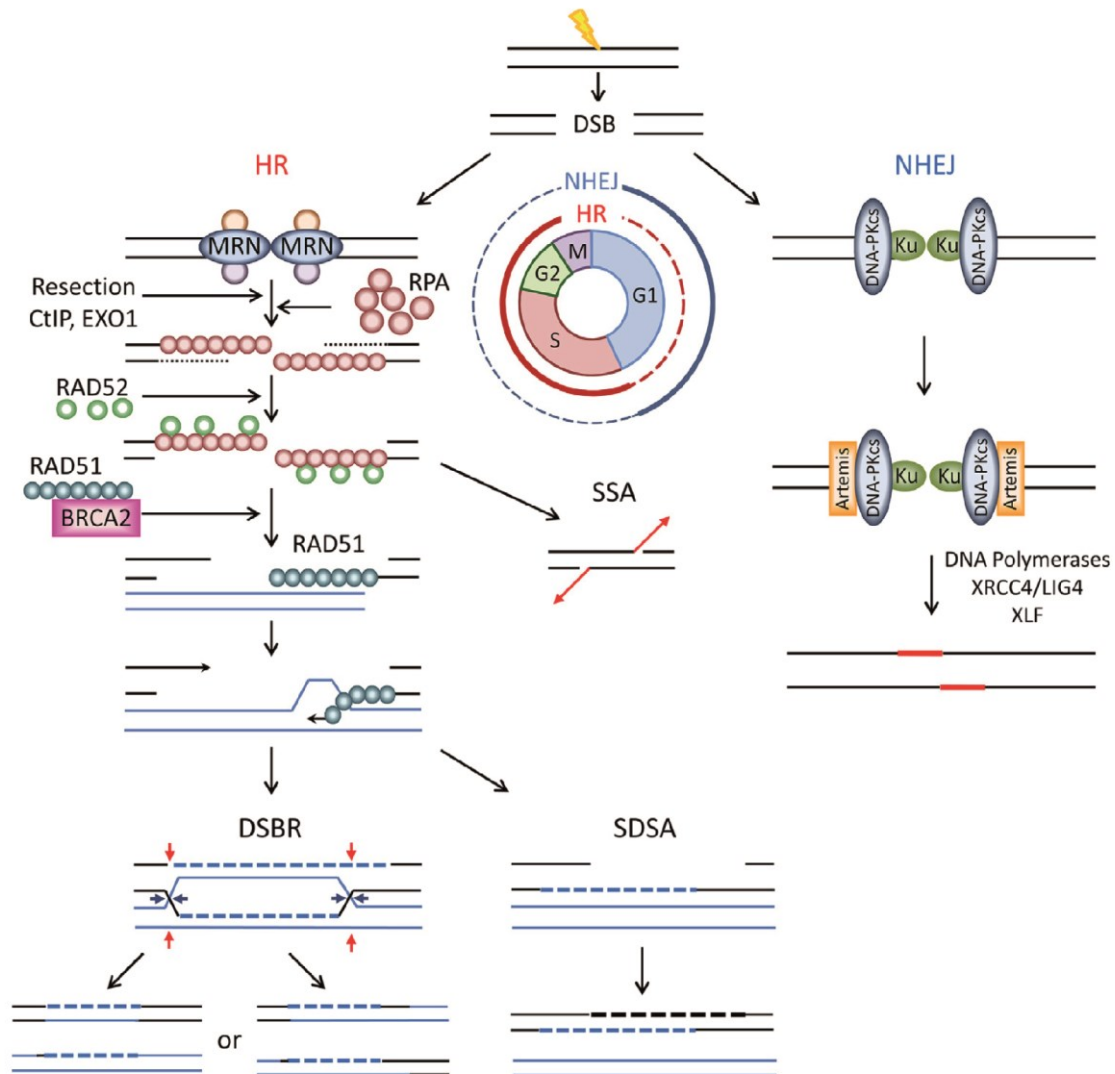 DSB
HR
NHEJ
NHEJ
HR
MRN
MRN
M
G2
G1
S
DNA-PKcs
Ku
Ku
DNA-PKcs
Resection
CtIP, EXO1
RPA
RAD52
RAD51
BRCA2
RAD51
SSA
Artemis
DNA-PKcs
Ku
Ku
DNA-PKcs
Artemis
DNA Polymerases
XRCC4/LIG4
XLF
DSBR
SDSA
or